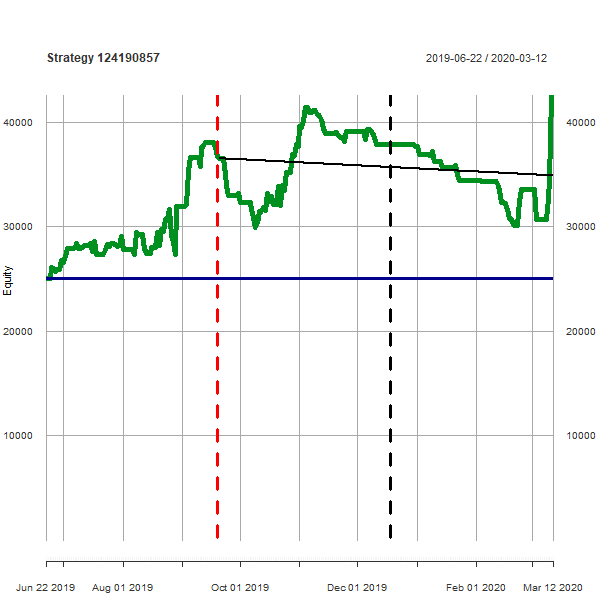 Strategy 124190857
2019-06-22 / 2020-03-12
40000 40000
30000 30000
Equity
20000 20000
10000 10000
Jun 22 2019 Aug 01 2019 Oct 01 2019 Dec 01 2019 Feb 01 2020 Mar 12 2020